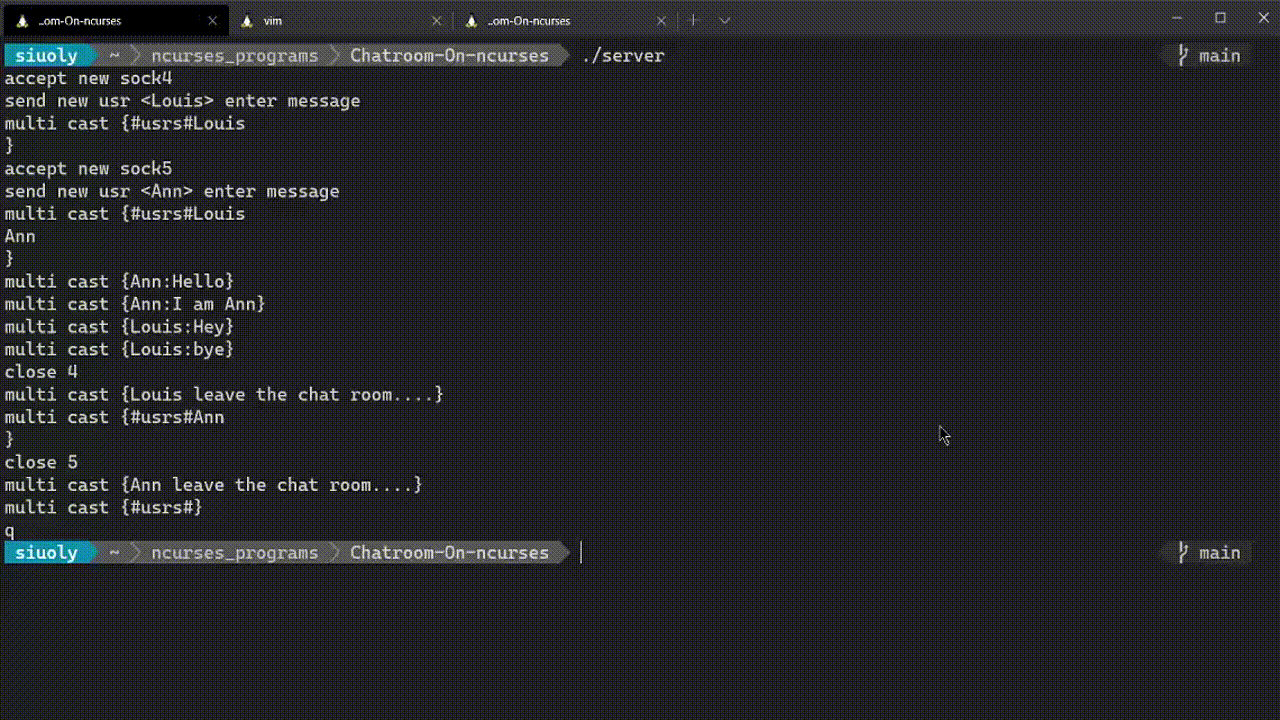 ..om-On-ncurses vim ..om-On-ncurses
siuoly ~ ncurses_programs Chatroom-On-ncurses ./server main
accept new sock4
send new usr <Louis> enter message
multi cast {#usrs#Louis
}
accept new sock5
send new usr <Ann> enter message
multi cast {#usrs#Louis
Ann
}
multi cast {Ann:Hello}
multi cast {Ann:I am Ann}
multi cast {Louis:Hey}
multi cast {Louis:bye}
close 4
multi cast {Louis leave the chat room....}
multi cast {#usrs#Ann
}
close 5
multi cast {Ann leave the chat room....}
multi cast {#usrs#}
q
siuoly ~ ncurses_programs Chatroom-On-ncurses main